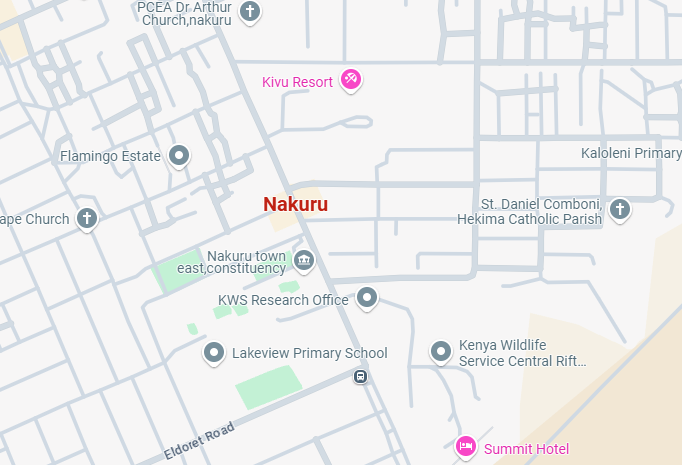 PCEA Dr Arthur
Church,nakuru
Kivu Resort
Flamingo Estate
Kaloleni Primary
Nakuru
ape Church
St. Daniel Comboni,
Hekima Catholic Parish
Nakuru town
east,constituency
KWS Research Office
Lakeview Primary School
Kenya Wildlife
Service Central Rift...
Eldoret Road
Summit Hotel